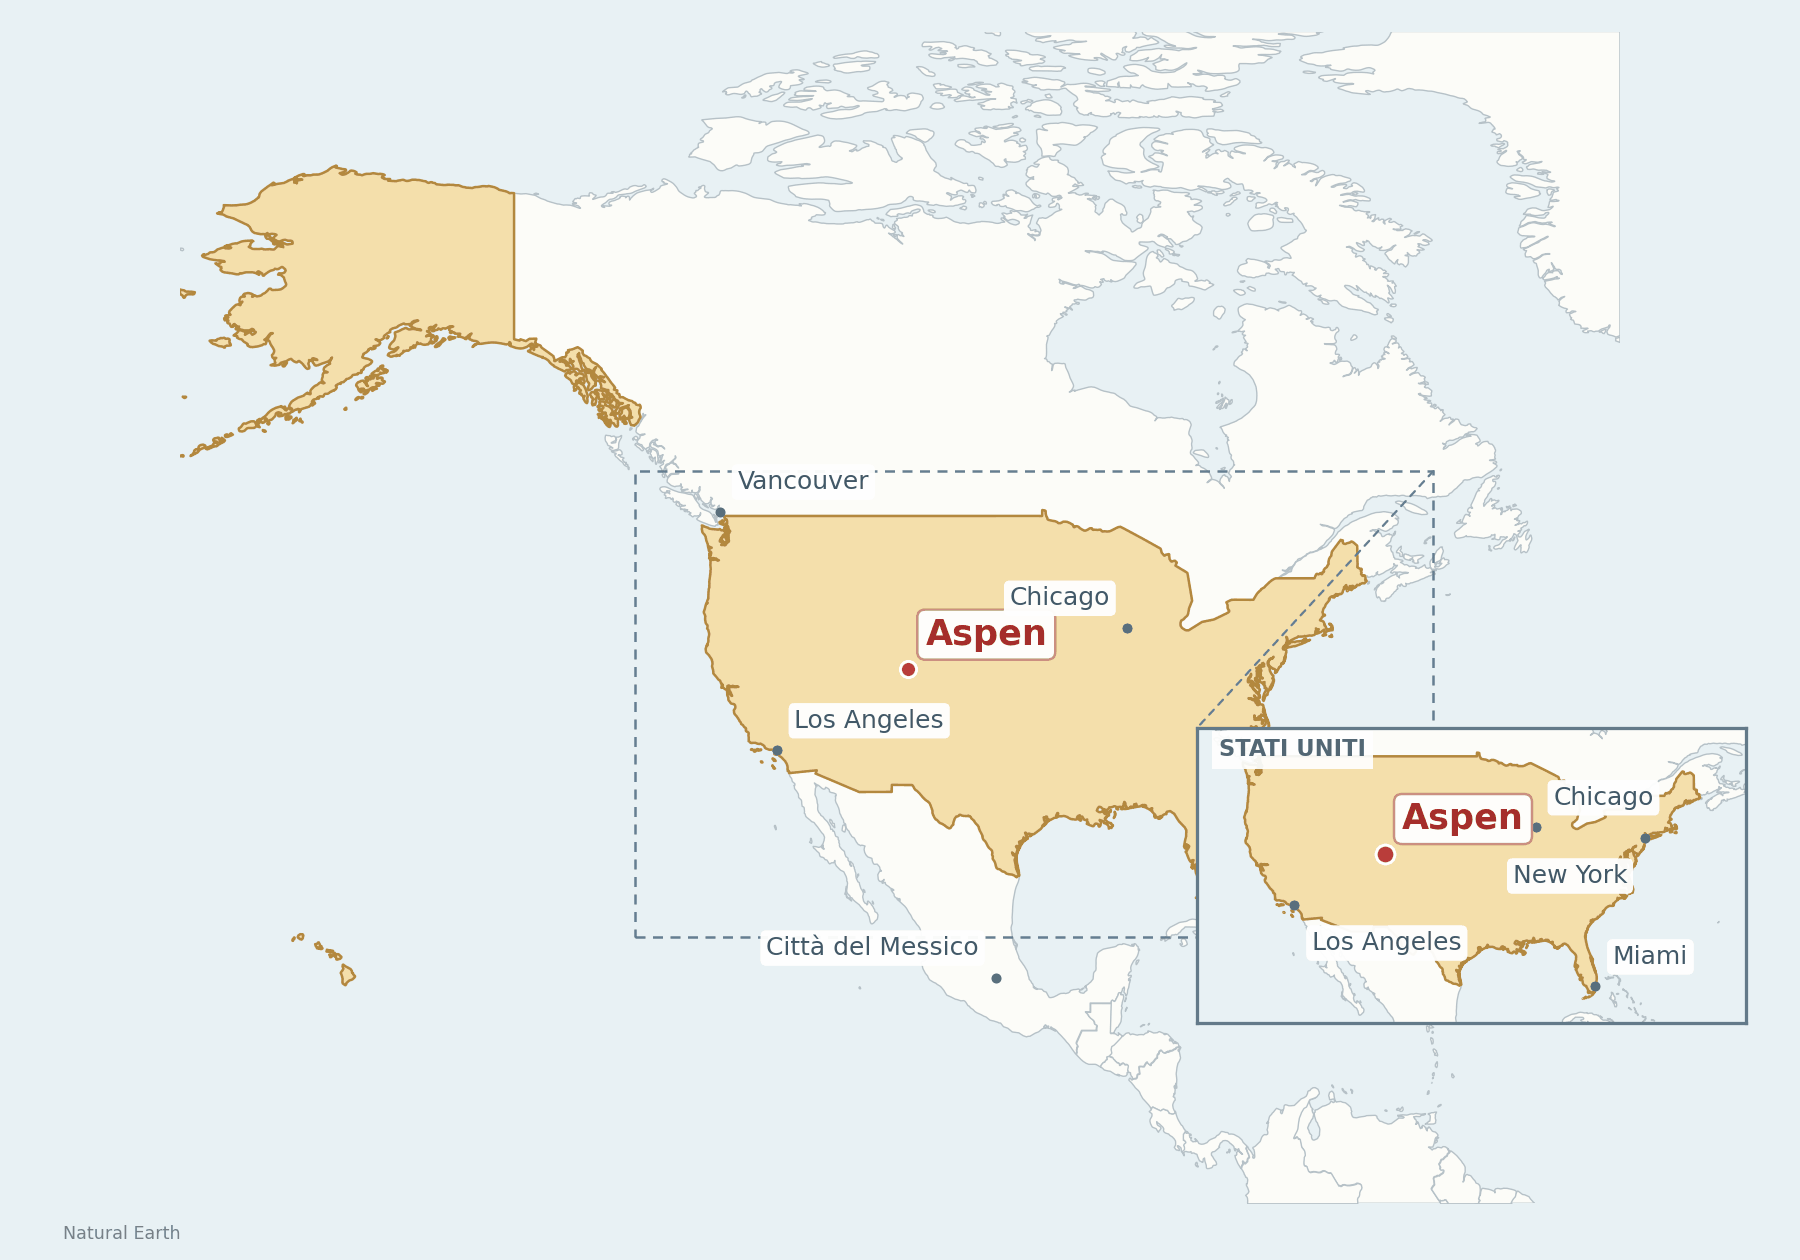 Vancouver
Chicago
Aspen
Los Angeles
Città del Messico
STATI UNITI
Chicago
Aspen
New York
Los Angeles
Miami
Natural Earth